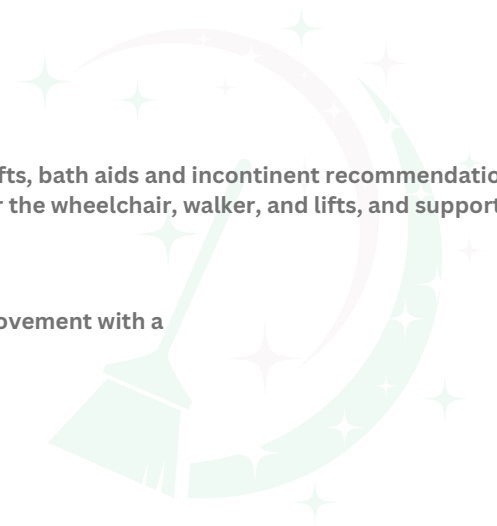 fts, bath aids and incontinent recommendatio
r the wheelchair, walker, and lifts, and support
ovement with a